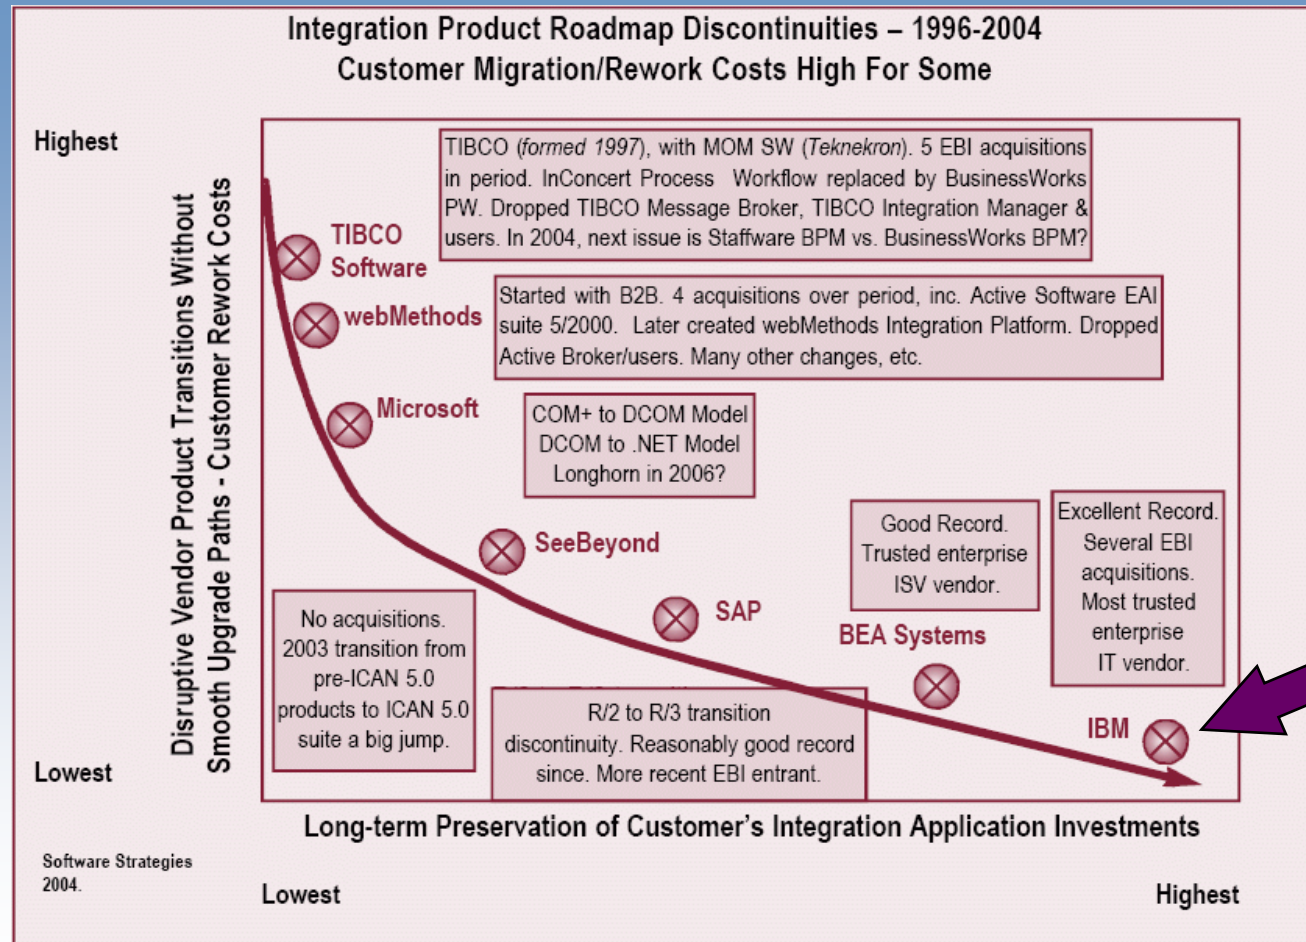 Integration Product Roadmap Discontinuities – 1996-2004
Customer Migration/Rework Costs High For Some
Highest
Disruptive Vendor Product Transitions Without
Smooth Upgrade Paths - Customer Rework Costs
Lowest
TIBCO (formed 1997), with MOM SW (Teknekron). 5 EBI acquisitions
in period. InConcert Process Workflow replaced by BusinessWorks
PW. Dropped TIBCO Message Broker, TIBCO Integration Manager &
users. In 2004, next issue is Staffware BPM vs. BusinessWorks BPM?
TIBCO
Software
webMethods
Started with B2B. 4 acquisitions over period, inc. Active Software EAI
suite 5/2000. Later created webMethods Integration Platform. Dropped
Active Broker/users. Many other changes, etc.
Microsoft
COM+ to DCOM Model
DCOM to .NET Model
Longhorn in 2006?
SeeBeyond
No acquisitions.
2003 transition from
pre-ICAN 5.0
products to ICAN 5.0
suite a big jump.
SAP
R/2 to R/3 transition
discontinuity. Reasonably good record
since. More recent EBI entrant.
Good Record.
Trusted enterprise
ISV vendor.
BEA Systems
Excellent Record.
Several EBI
acquisitions.
Most trusted
enterprise
IT vendor.
IBM
Long-term Preservation of Customer's Integration Application Investments
Lowest
Highest
Software Strategies
2004.